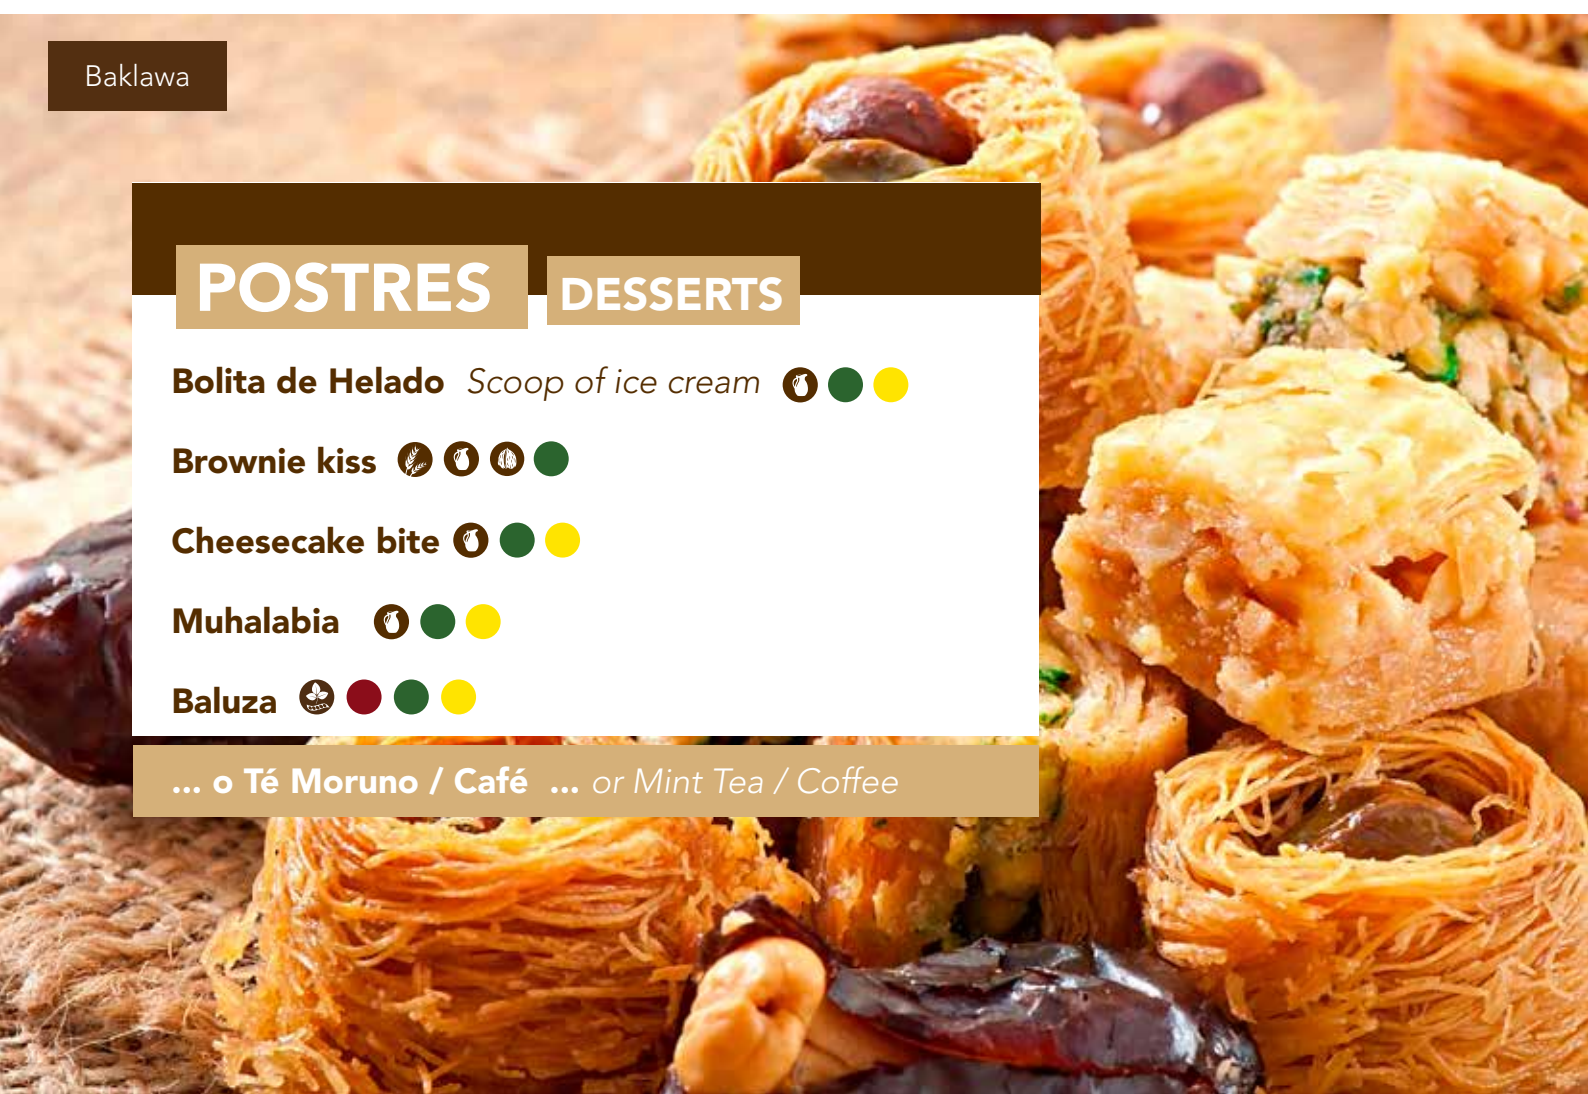 Baklawa
POSTRES DESSERTS
Bolita de Helado Scoop of ice cream
Brownie kiss
Cheesecake bite
Muhalabia
Baluza
... o Té Moruno / Café ... or Mint Tea / Coffee